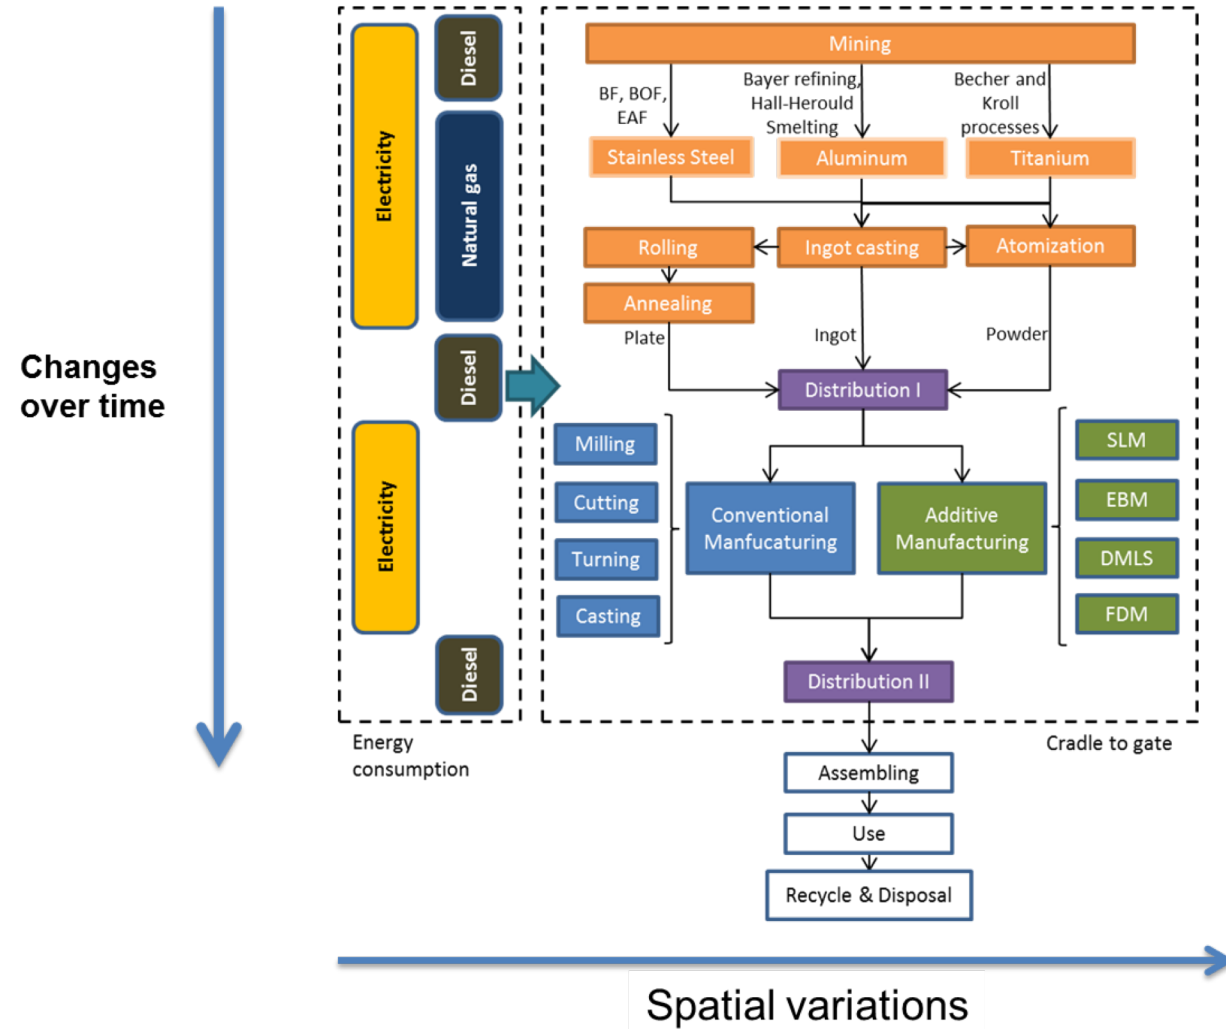 Changes
over time
Electricity
Diesel
Natural gas
Diesel
Electricity
Diesel
Energy
consumption
Mining
BF, BOF,
EAF
Bayer refining,
Hall-Herould
Smelting
Becher and
Kroll
processes
Stainless Steel
Aluminum
Titanium
Rolling
Ingot casting
Atomization
Annealing
Plate
Ingot
Powder
Distribution I
Milling
Cutting
Turning
Casting
Conventional
Manfucaturing
Additive
Manufacturing
SLM
EBM
DMLS
FDM
Distribution II
Cradle to gate
Assembling
Use
Recycle & Disposal
Spatial variations